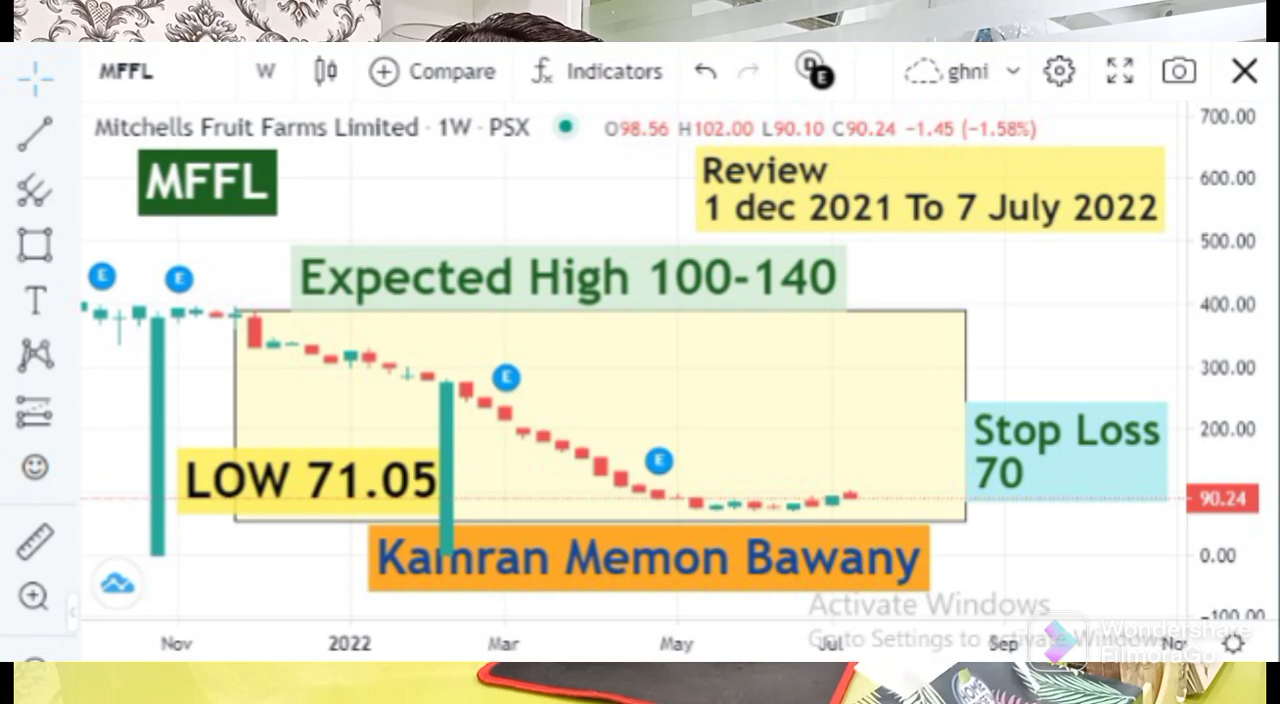 MFFL W Compare Indicators D E ghni
Mitchells Fruit Farms Limited · 1W · PSX O98.56 H102.00 L90.10 C90.24 −1.45 (−1.58%)
700.00
MFFL
Review
1 dec 2021 To 7 July 2022
600.00
500.00
Expected High 100-140
E E
400.00
E
300.00
Stop Loss
70
200.00
E
LOW 71.05
90.24
Kamran Memon Bawany
0.00
Activate Windows
Go to Settings to activate Windows
-100.00
Nov 2022 Mar May Jul Sep Nov
Wondershare
FilmoraGo
HOME